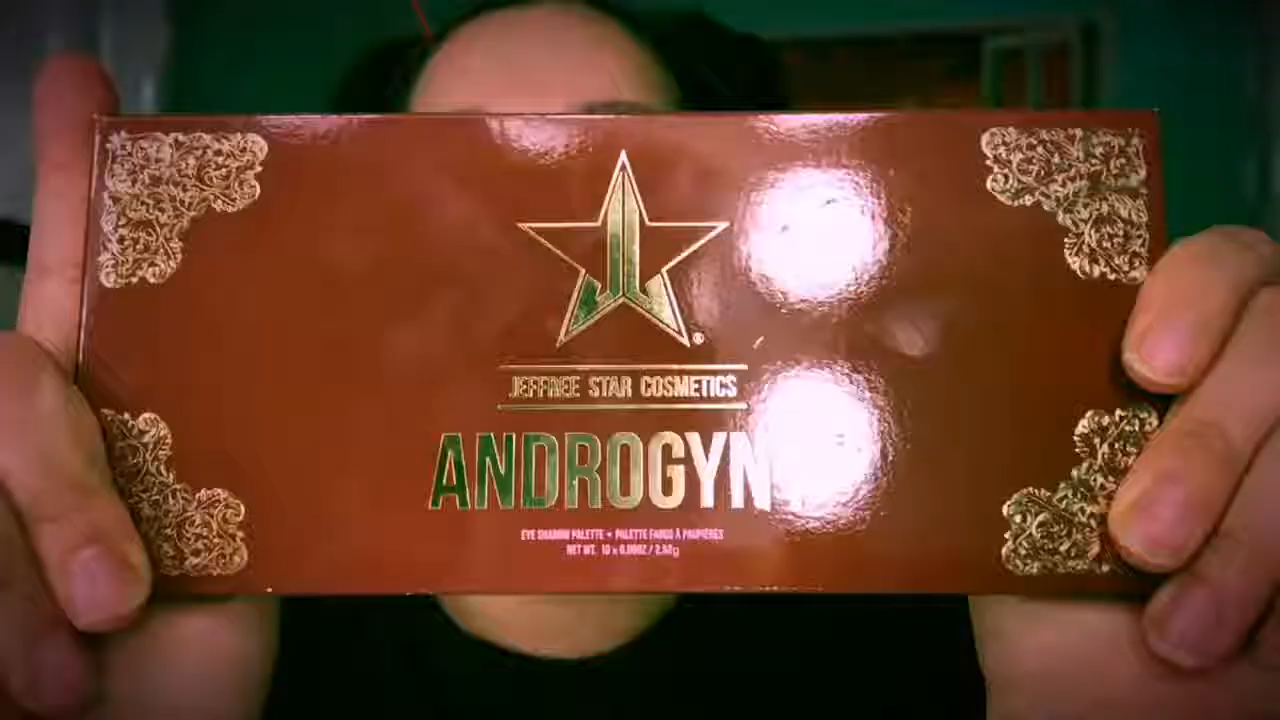 JEFFREE STAR COSMETICS
ANDROGYN
EYE SHADOW PALETTE • PALETTE FARDS À PAUPIÈRES
NET WT.